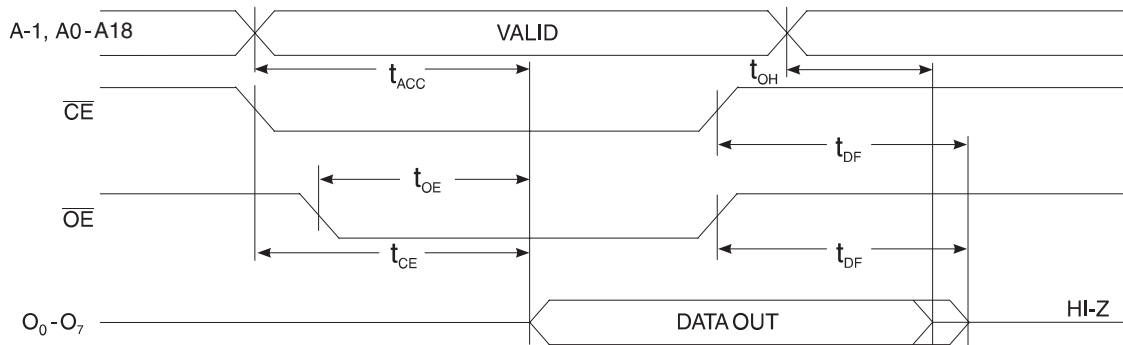 A-1, A0-A18
VALID
tACC
tOH
CE
tDF
tOE
OE
tCE
tDF
O0-O7
DATA OUT
HI-Z